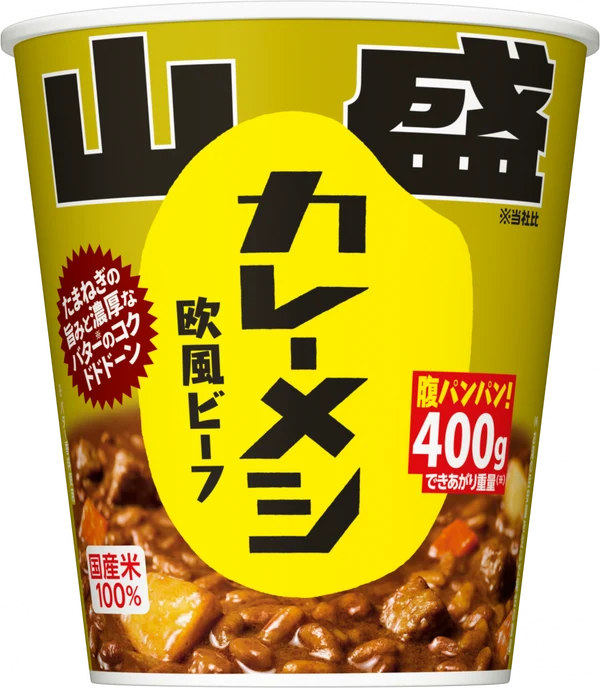 山盛
※当社比
カレーメシ
欧風ビーフ
たまねぎの
旨みと濃厚な
バターのコク
※
ドドドーン
腹パンパン!
400g
できあがり重量(※)
国産米
100%